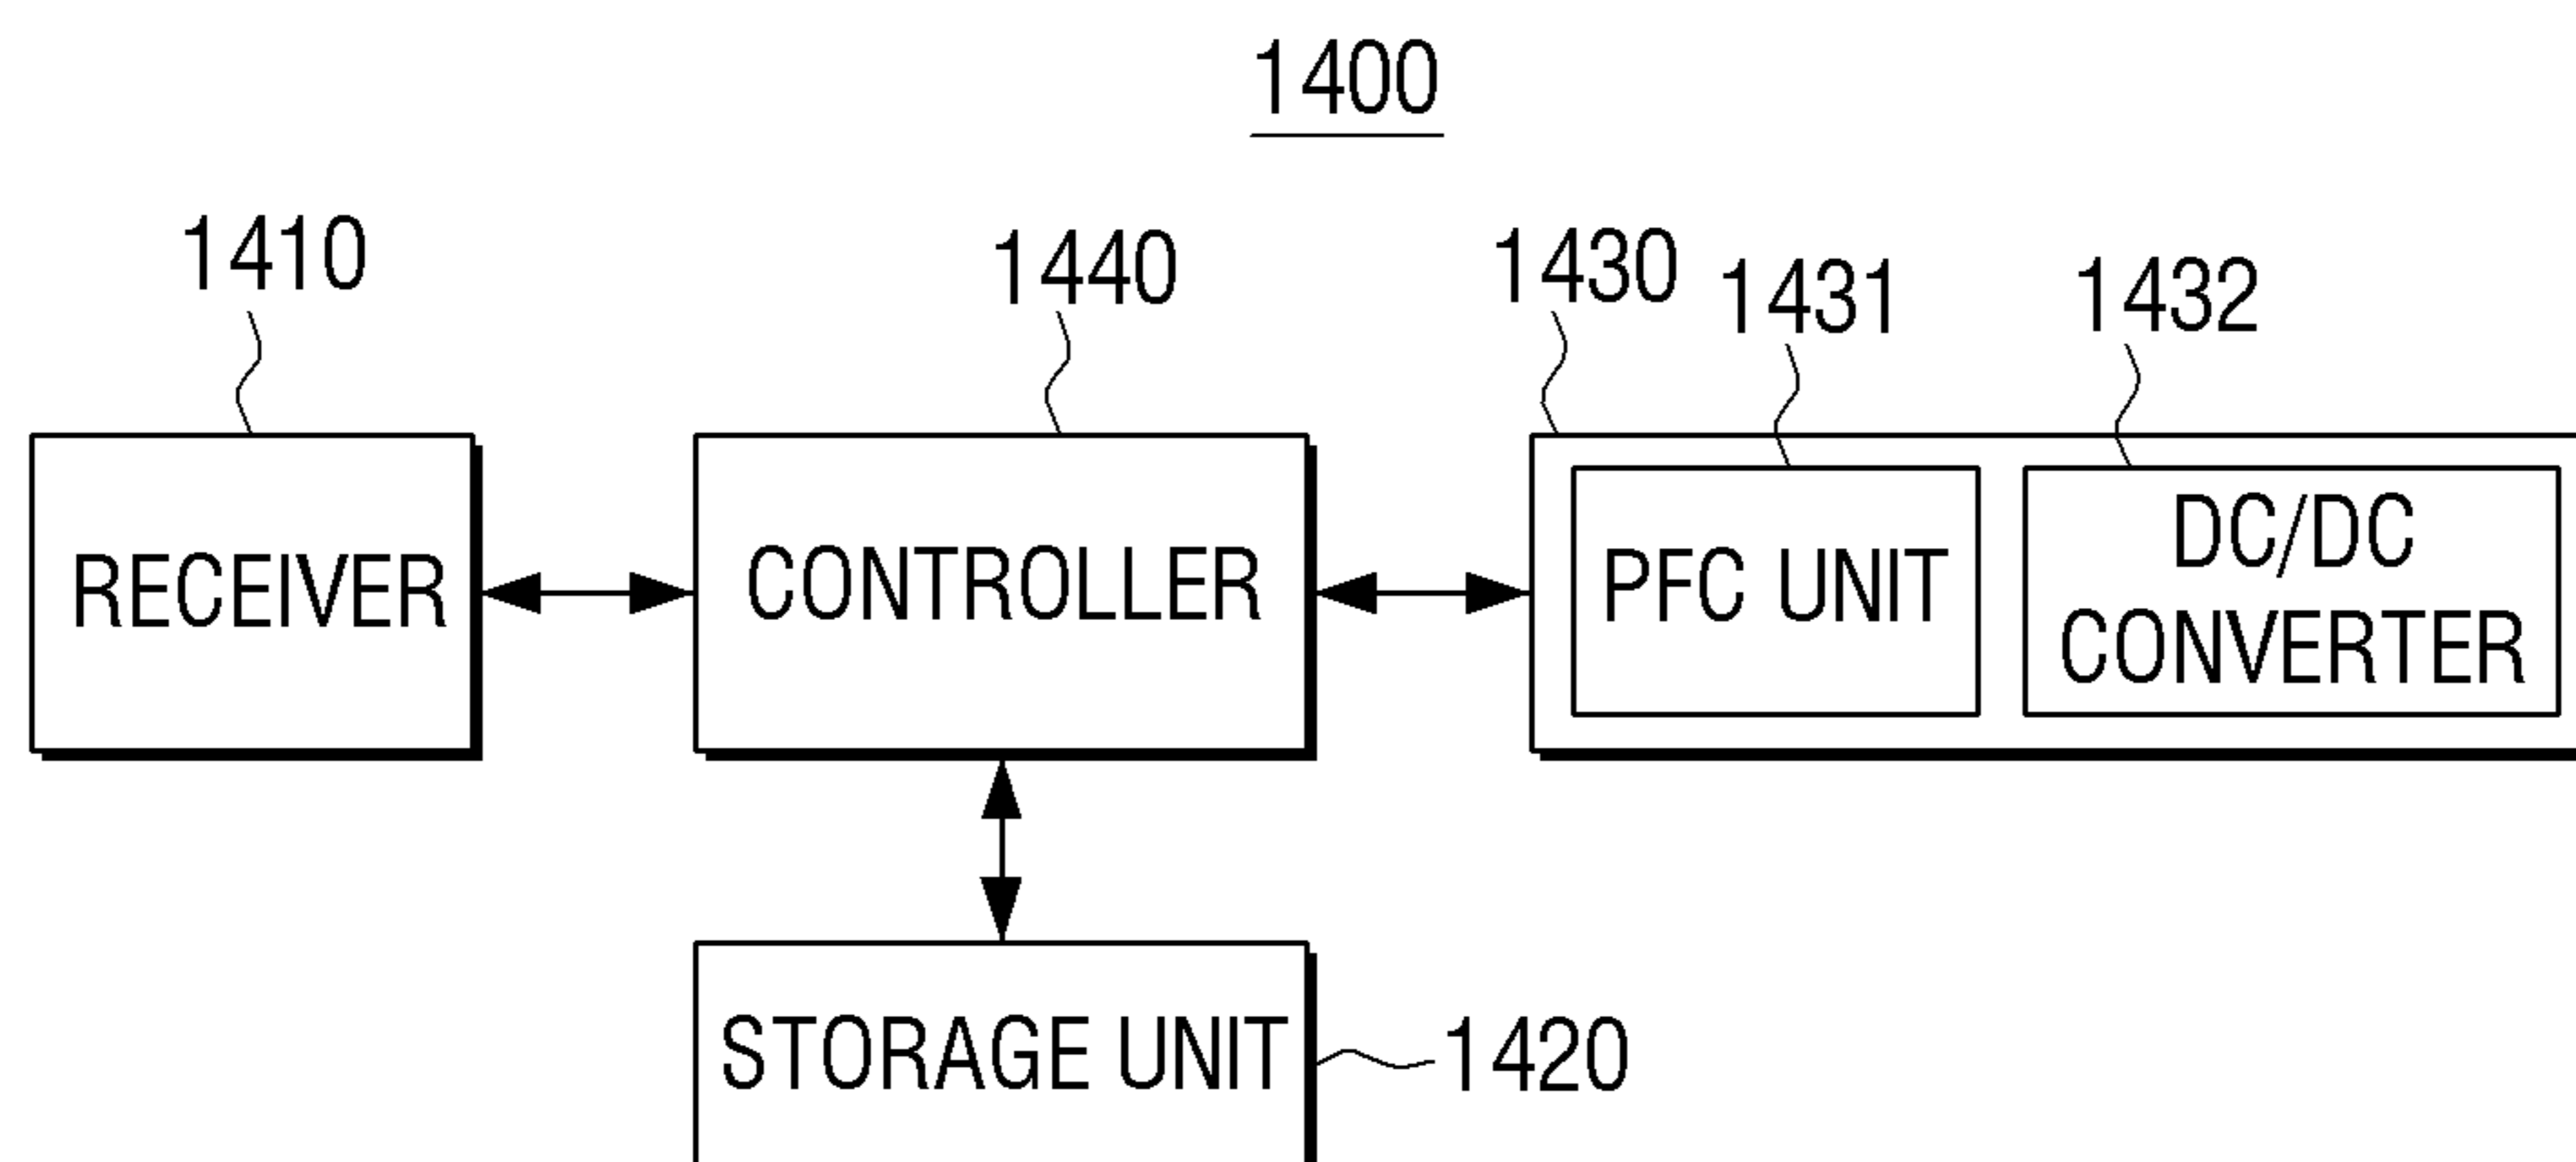 1400
1410
1440
1430
1431
1432
RECEIVER
CONTROLLER
PFC UNIT
DC/DC
CONVERTER
STORAGE UNIT
1420